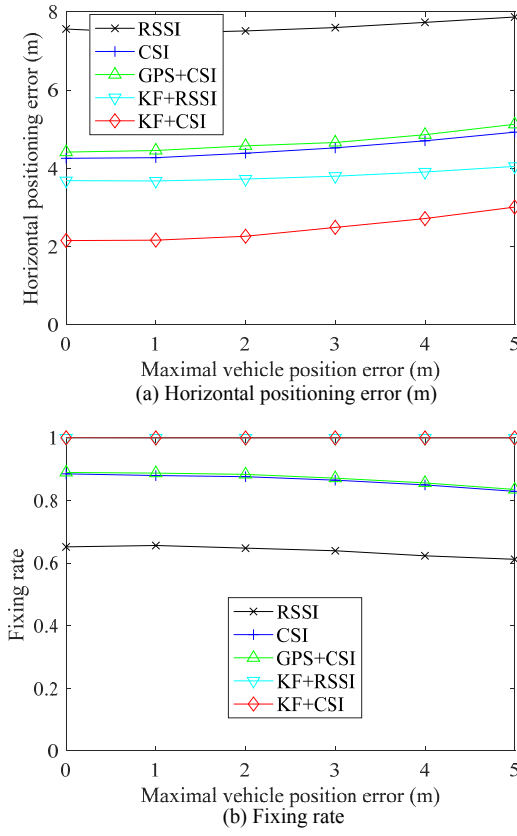 Horizontal positioning error (m)
8
6
4
2
0
RSSI
CSI
GPS+CSI
KF+RSSI
KF+CSI
0 1 2 3 4 5
Maximal vehicle position error (m)
(a) Horizontal positioning error (m)
Fixing rate
1
0.8
0.6
0.4
0.2
0
RSSI
CSI
GPS+CSI
KF+RSSI
KF+CSI
0 1 2 3 4 5
Maximal vehicle position error (m)
(b) Fixing rate